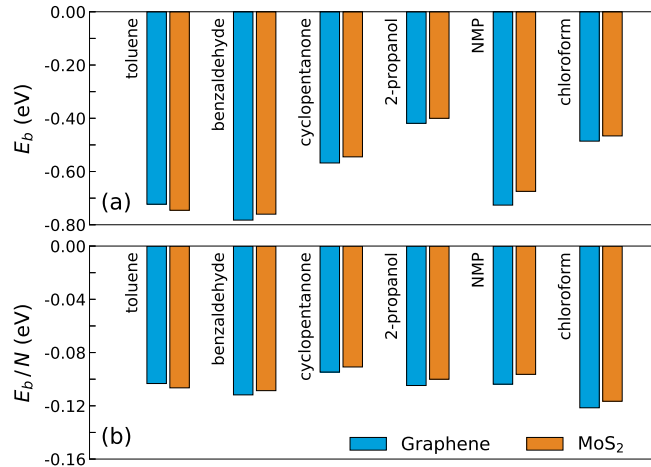 0.00
-0.20
-0.40
-0.60
-0.80
E_b (eV)
toluene
benzaldehyde
cyclopentanone
2-propanol
NMP
chloroform
(a)
0.00
-0.04
-0.08
-0.12
-0.16
E_b/N (eV)
toluene
benzaldehyde
cyclopentanone
2-propanol
NMP
chloroform
(b)
Graphene
MoS₂